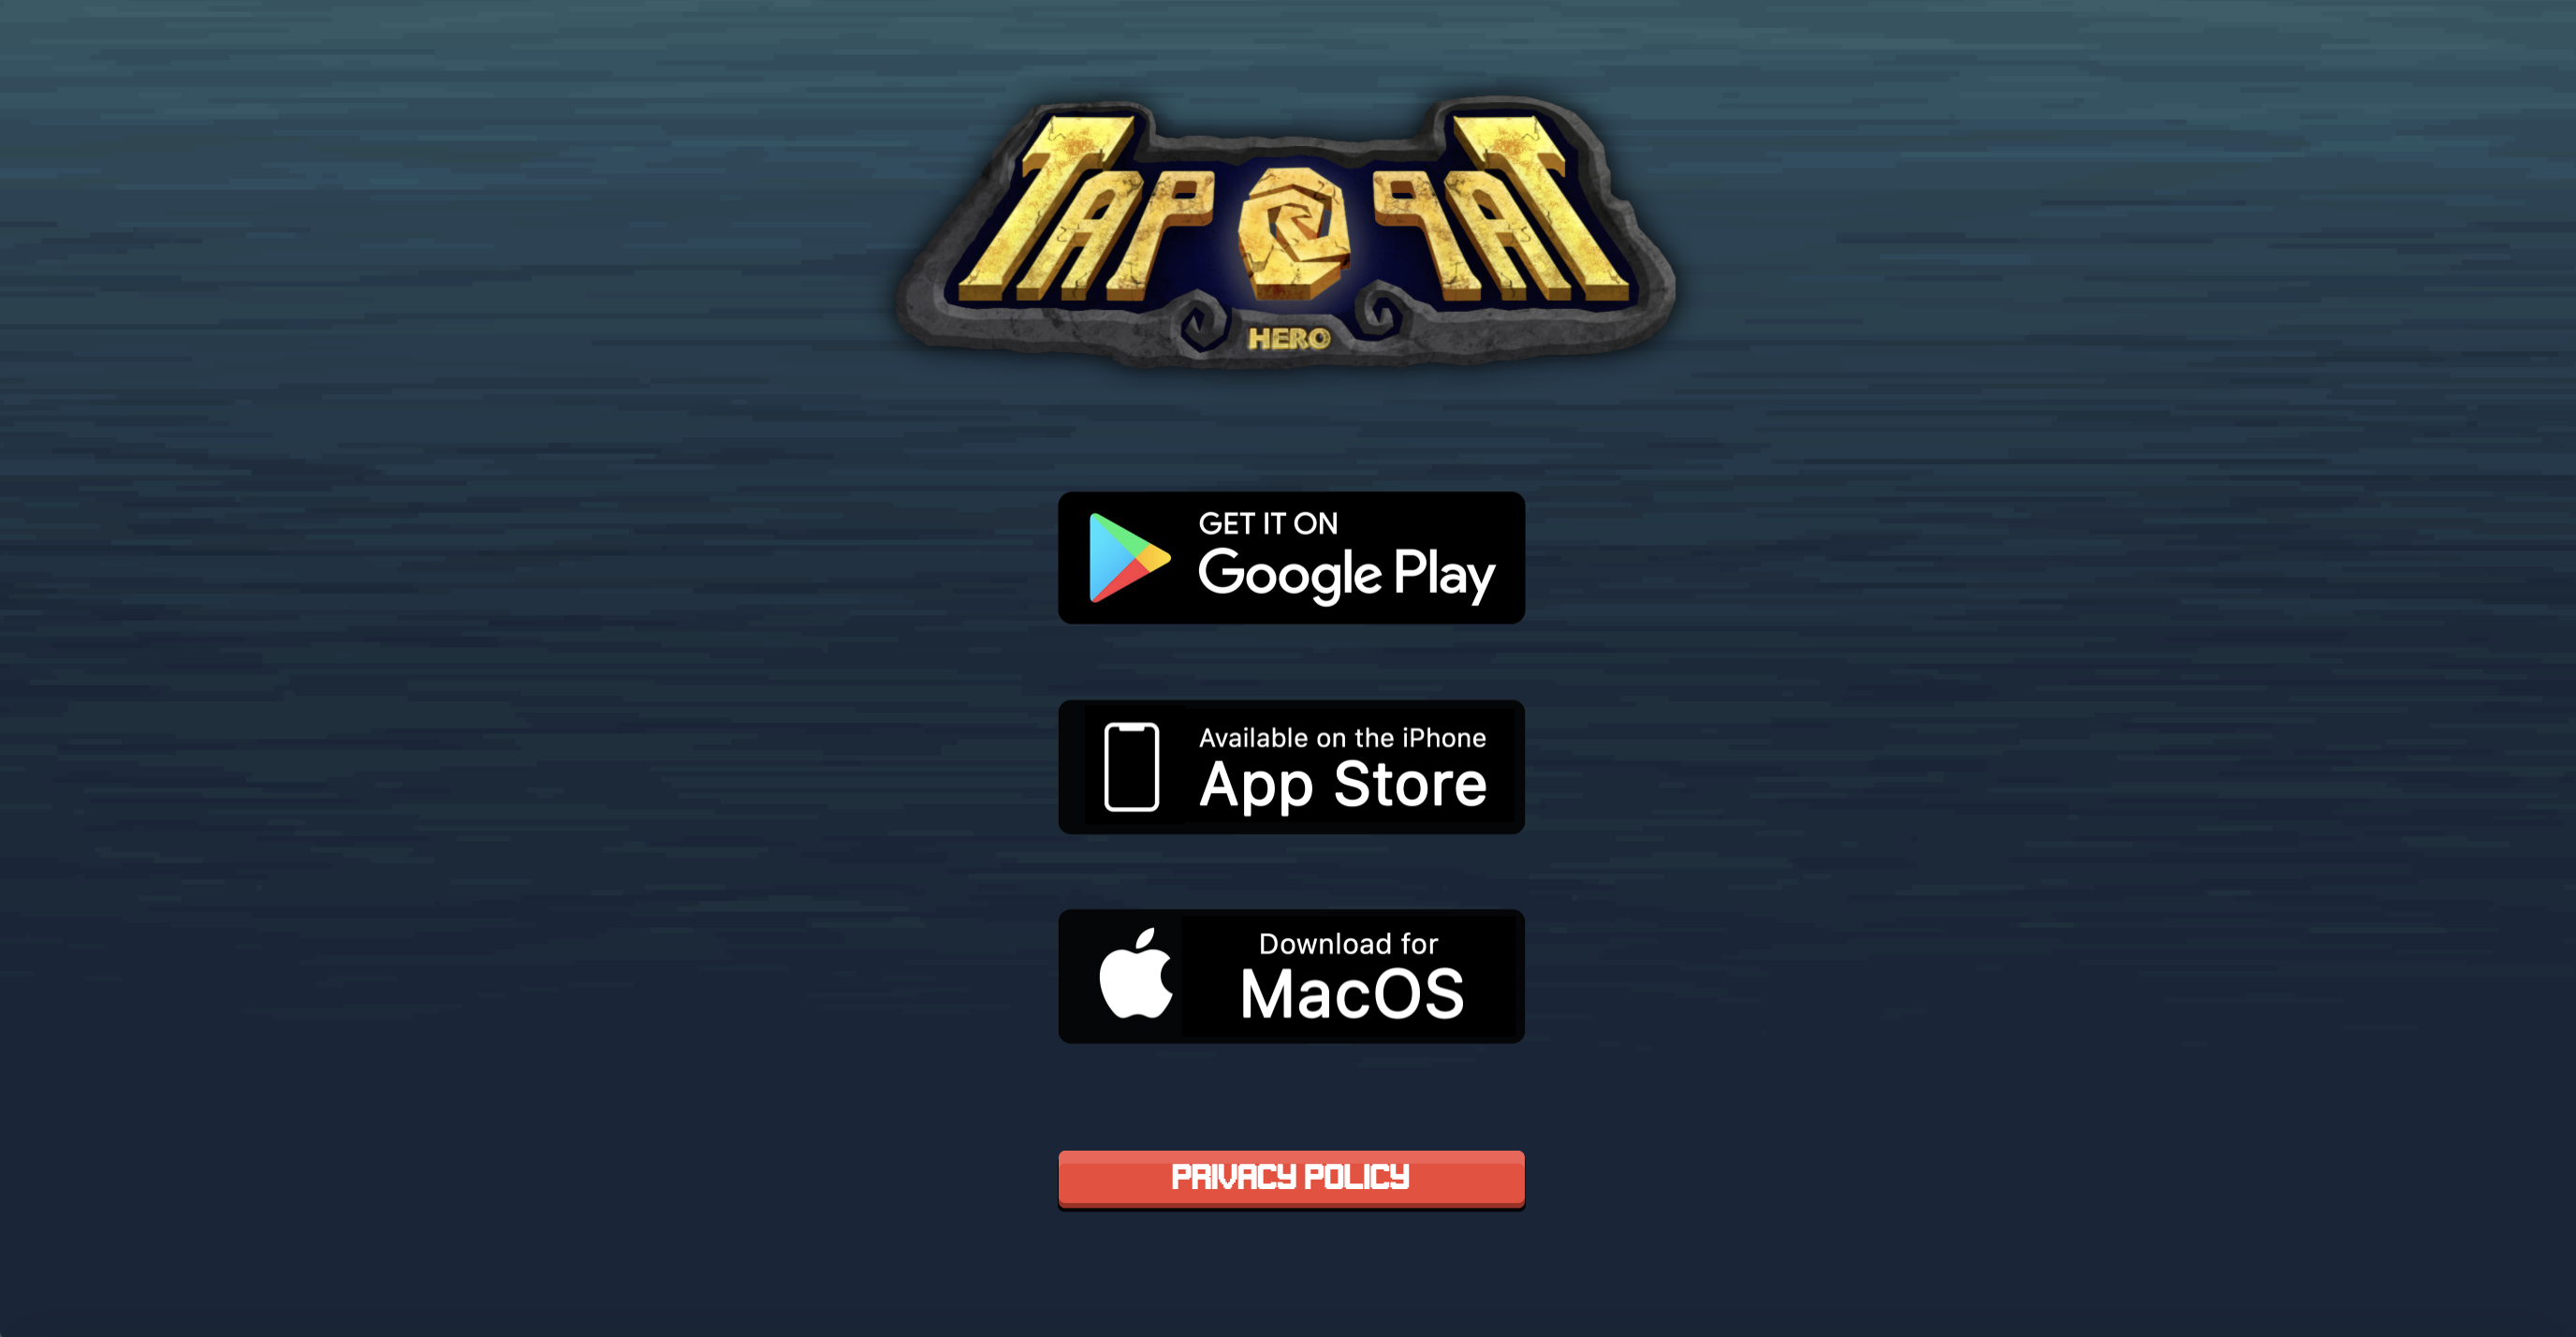 TAP TAP
HERO
GET IT ON
Google Play
Available on the iPhone
App Store
Download for
MacOS
PRIVACY POLICY